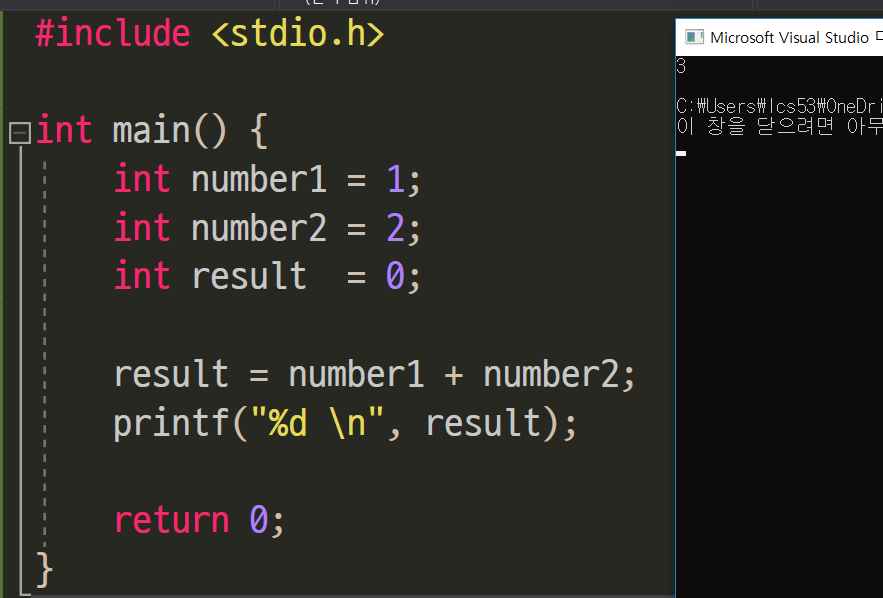 #include <stdio.h>
int main() {
int number1 = 1;
int number2 = 2;
int result  = 0;
result = number1 + number2;
printf("%d \n", result);
return 0;
}
Microsoft Visual Studio
3
C:₩Users₩lcs53₩OneDri
이 창을 닫으려면 아무